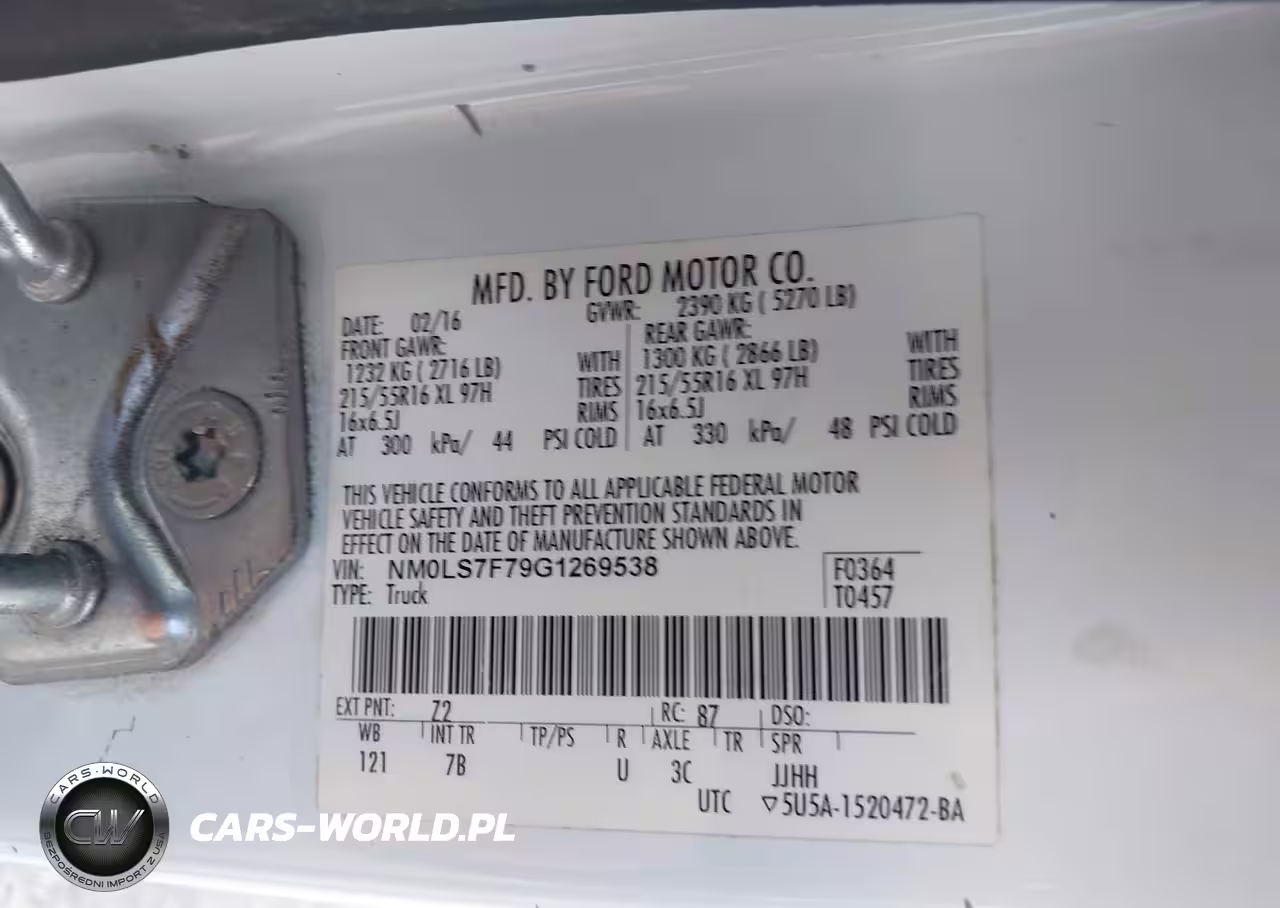 MFD. BY FORD MOTOR CO.
DATE: 02/16 GVWR: 2390 KG ( 5270 LB)
FRONT GAWR: REAR GAWR:
1232 KG ( 2716 LB) WITH 1300 KG ( 2866 LB) WITH
215/55R16 XL 97H TIRES 215/55R16 XL 97H TIRES
16x6.5J RIMS 16x6.5J RIMS
AT 300 kPa/ 44 PSI COLD AT 330 kPa/ 48 PSI COLD
THIS VEHICLE CONFORMS TO ALL APPLICABLE FEDERAL MOTOR
VEHICLE SAFETY AND THEFT PREVENTION STANDARDS IN
EFFECT ON THE DATE OF MANUFACTURE SHOWN ABOVE.
VIN: NM0LS7F79G1269538 F0364
TYPE: Truck T0457
EXT PNT: Z2 RC: 87 DSO:
WB INT TR TP/PS R AXLE TR SPR
121 7B U 3C JJHH
UTC ▽5U5A-1520472-BA
CARS-WORLD
CW
BEZPOŚREDNI IMPORT Z USA
CARS-WORLD.PL